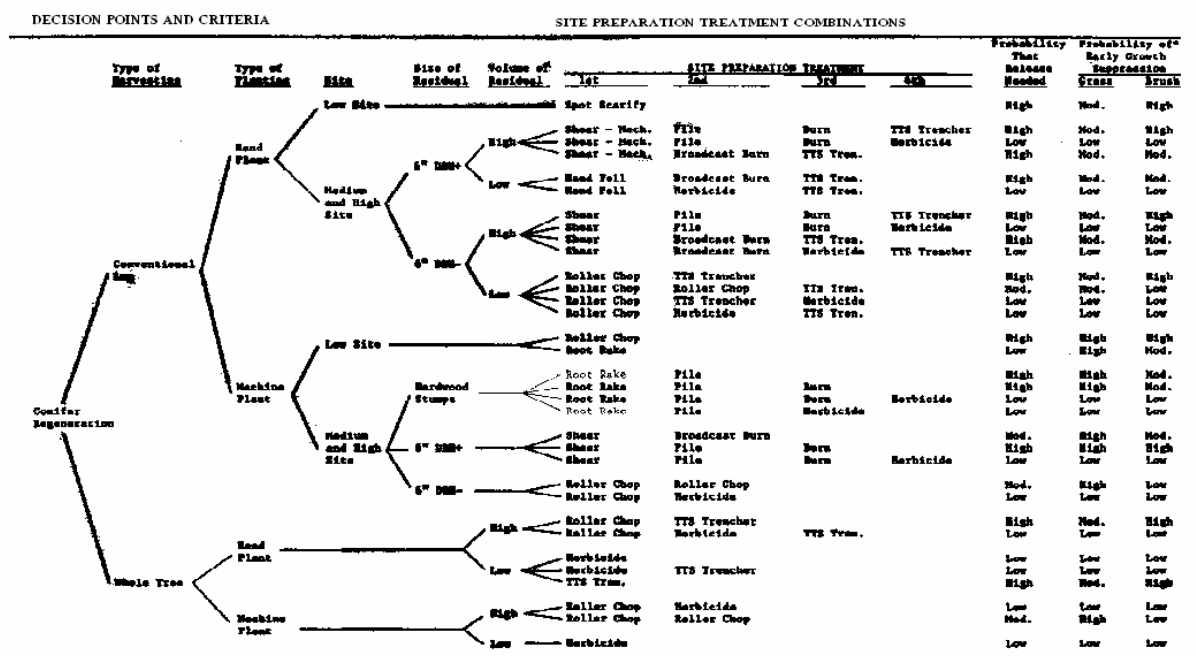 DECISION POINTS AND CRITERIA SITE PREPARATION TREATMENT COMBINATIONS
Probability Probability of
That Early Growth
Type of Type of Size of Volume of SITE PREPARATION TREATMENT Release Suppression
Harvesting Planting Site Residual Residual 1st 2nd 3rd 4th Needed Grass Brush
Low Site Spot Scarify High Mod. High
Shear - Mech. Pile Burn TTS Trencher High Mod. High
Hand Plant High Shear - Mech. Pile Burn Herbicide Low Low Low
Shear - Mech. Broadcast Burn TTS Tren. High Mod. Mod.
6" DBH+
Medium and High Site Low Hand Fell Broadcast Burn TTS Tren. High Mod. Mod.
Hand Fell Herbicide TTS Tren. Low Low Low
Shear Pile Burn TTS Trencher High Mod. High
High Shear Pile Burn Herbicide Low Low Low
Shear Broadcast Burn TTS Tren. High Mod. Mod.
Shear Broadcast Burn Herbicide TTS Trencher Low Low Low
Conventional 6" DBH-
Roller Chop TTS Trencher High Mod. High
Low Roller Chop Roller Chop TTS Tren. Mod. Mod. Low
Roller Chop TTS Trencher Herbicide Low Low Low
Roller Chop Herbicide TTS Tren. Low Low Low
Low Site Roller Chop High High High
Root Rake Low High Mod.
Root Rake Pile High High Mod.
Machine Plant Hardwood Stumps Root Rake Pile Burn High High Mod.
Root Rake Pile Burn Herbicide Low Low Low
Conifer Regeneration Root Rake Pile Herbicide Low Low Low
Shear Broadcast Burn Mod. High Mod.
Medium and High Site 6" DBH+ Shear Pile Burn High High High
Shear Pile Burn Herbicide Low Low Low
6" DBH- Roller Chop Roller Chop Mod. High Low
Roller Chop Herbicide Low Low Low
High Roller Chop TTS Trencher High Mod. High
Roller Chop Herbicide TTS Tren. Low Low Low
Hand Plant
Herbicide Low Low Low
Whole Tree Low Herbicide TTS Trencher Low Low Low
TTS Tren. High Mod. High
High Roller Chop Herbicide Low Low Low
Machine Plant Roller Chop Roller Chop Mod. High Low
Low Herbicide Low Low Low